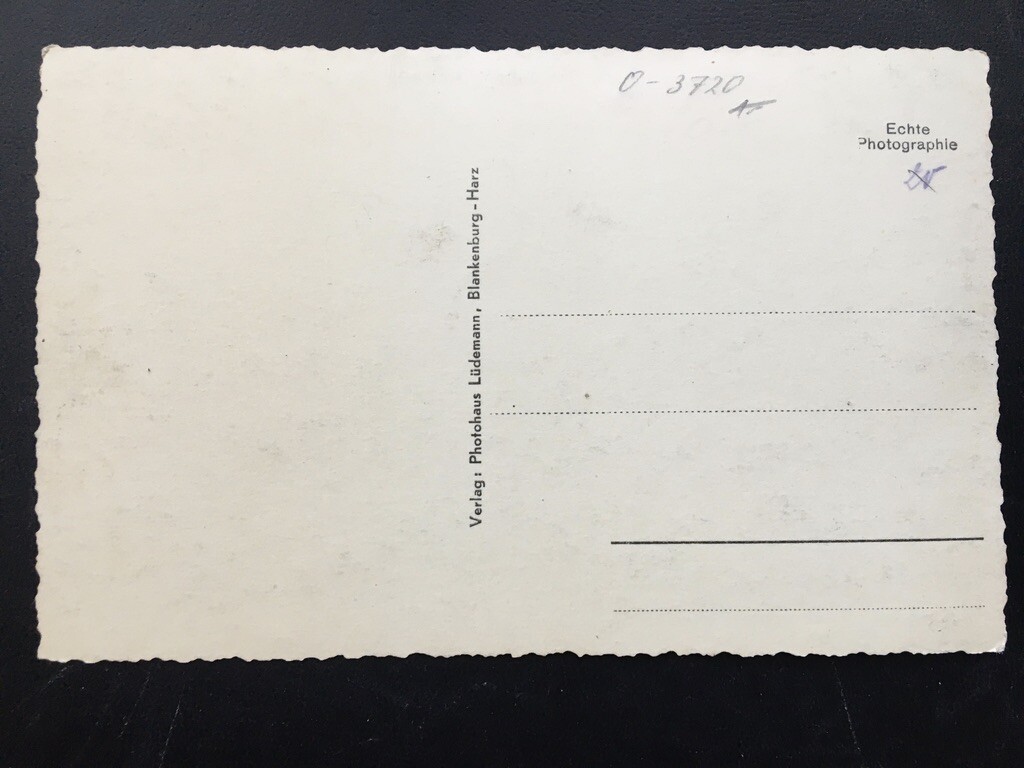 O-3720
Echte
Photographie
Verlag: Photohaus Lüdemann, Blankenburg-Harz